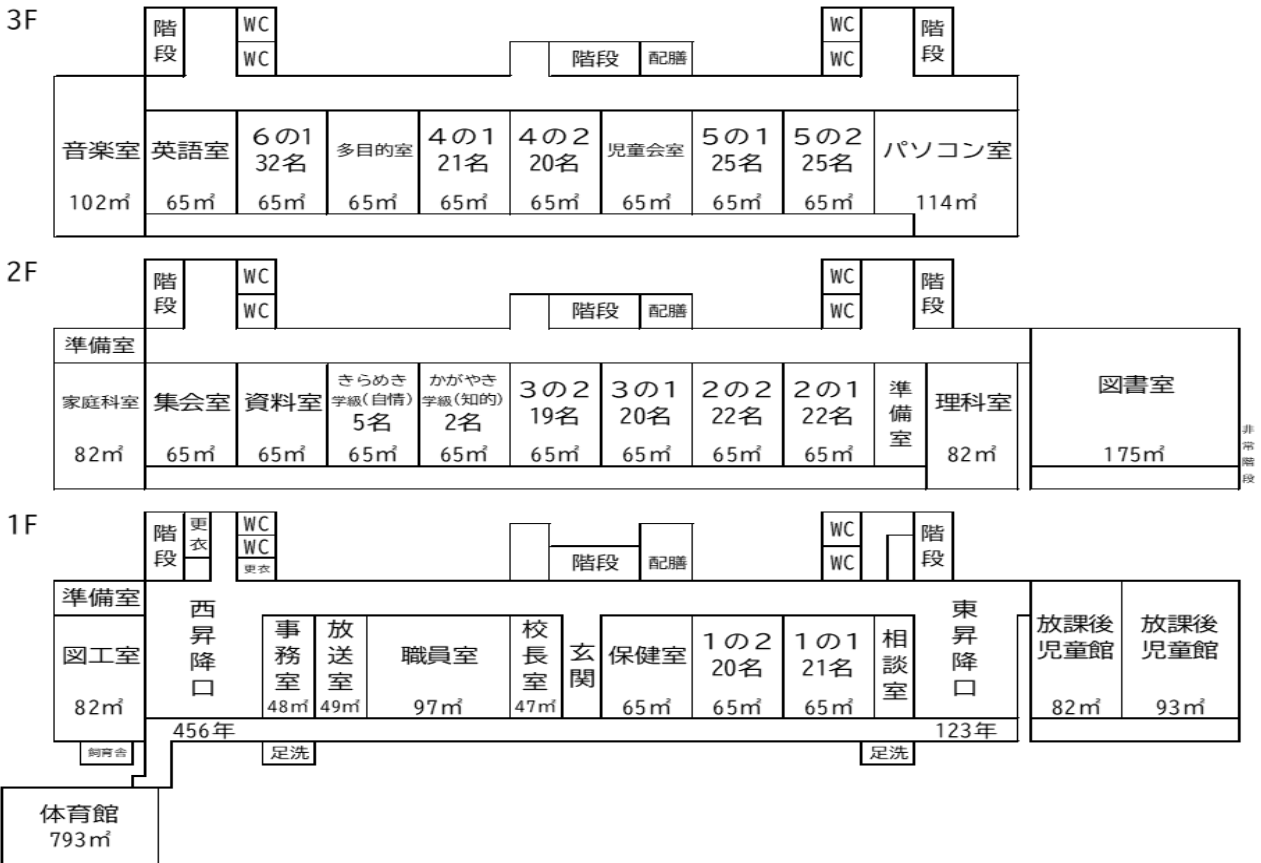 3F
階段
WC
WC
階段
配膳
WC
WC
階段
音楽室
102㎡
英語室
65㎡
6の1
32名
65㎡
多目的室
65㎡
4の1
21名
65㎡
4の2
20名
65㎡
児童会室
65㎡
5の1
25名
65㎡
5の2
25名
65㎡
パソコン室
114㎡
2F
階段
WC
WC
階段
配膳
WC
WC
階段
準備室
家庭科室
82㎡
集会室
65㎡
資料室
65㎡
きらめき
学級(自情)
5名
65㎡
かがやき
学級(知的)
2名
65㎡
3の2
19名
65㎡
3の1
20名
65㎡
2の2
22名
65㎡
2の1
22名
65㎡
準備室
理科室
82㎡
図書室
175㎡
非常階段
1F
階段
更衣
WC
WC
更衣
階段
配膳
WC
WC
階段
準備室
図工室
82㎡
西昇降口
事務室
48㎡
放送室
49㎡
職員室
97㎡
校長室
47㎡
玄関
保健室
65㎡
1の2
20名
65㎡
1の1
21名
65㎡
相談室
東昇降口
放課後
児童館
82㎡
放課後
児童館
93㎡
456年
123年
飼育舎
足洗
足洗
体育館
793㎡